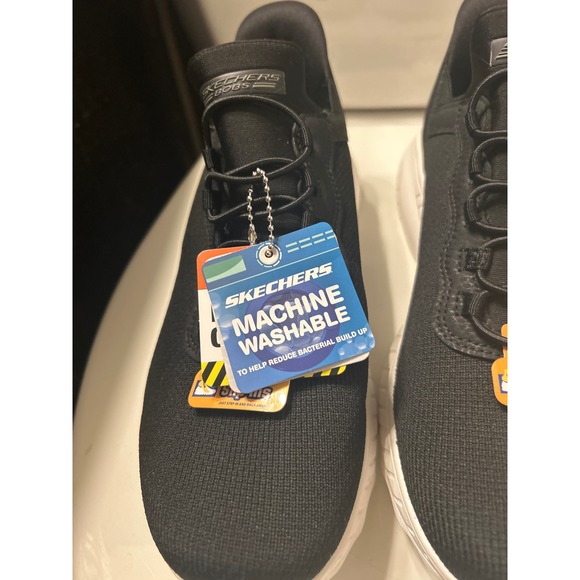 SKECHERS
BOBS
SKECHERS
MACHINE
WASHABLE
TO HELP REDUCE BACTERIAL BUILD UP